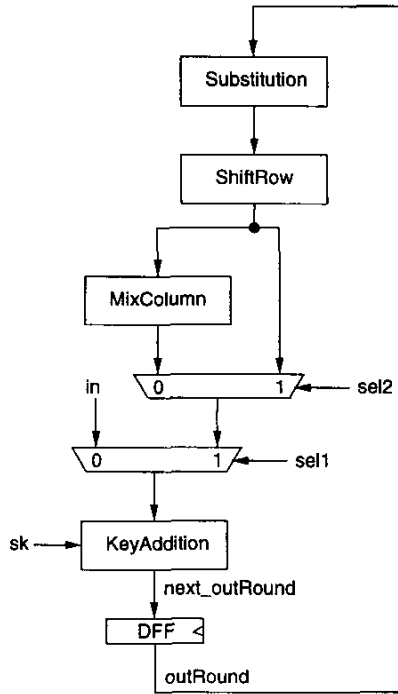 Substitution
ShiftRow
MixColumn
in
0 1
sel2
0 1
sel1
sk
KeyAddition
next_outRound
DFF
outRound